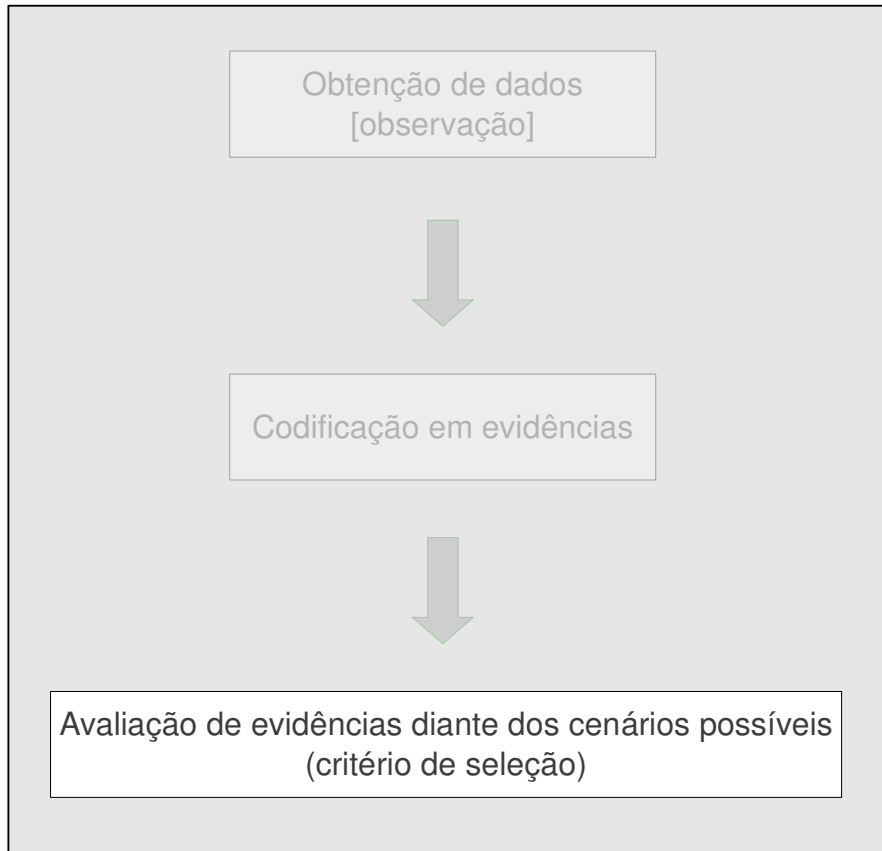 Obtenção de dados
[observação]
Codificação em evidências
Avaliação de evidências diante dos cenários possíveis
(critério de seleção)